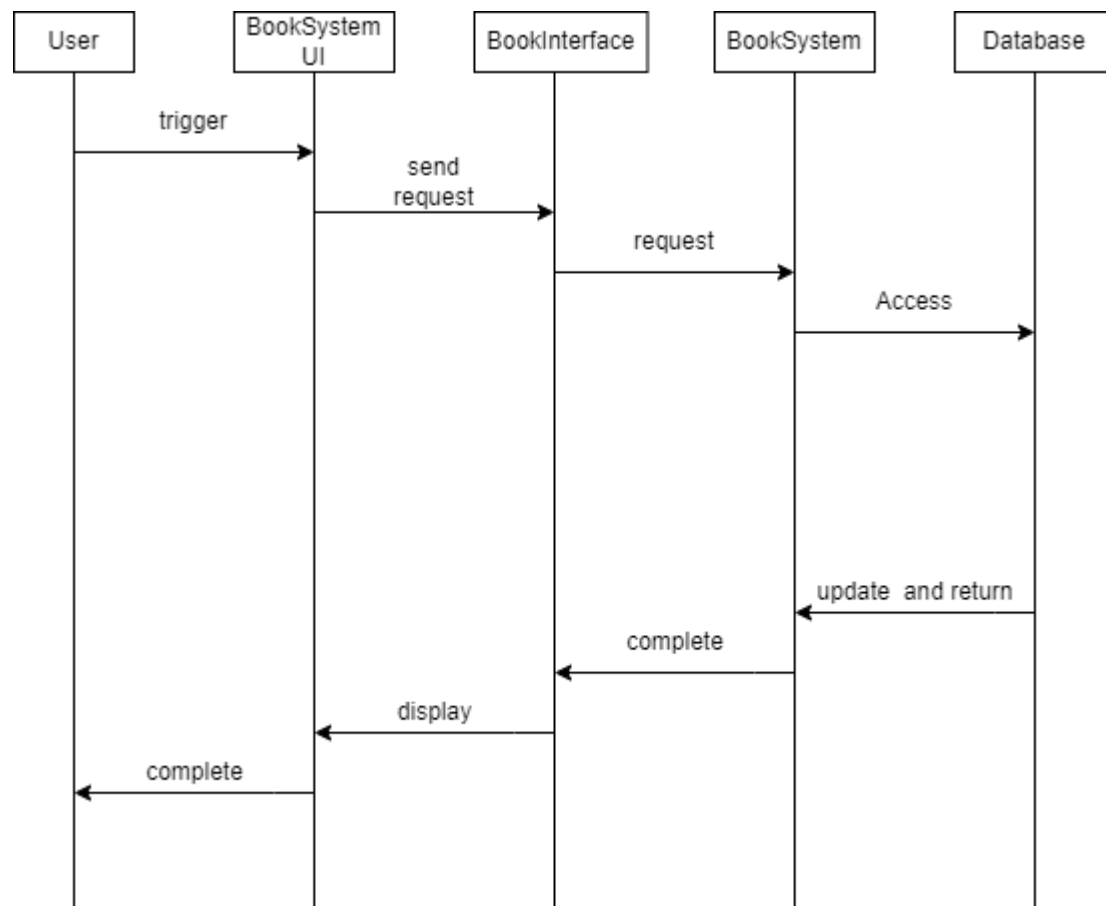 User
BookSystem
UI
BookInterface
BookSystem
Database
trigger
send
request
request
Access
update  and return
complete
display
complete